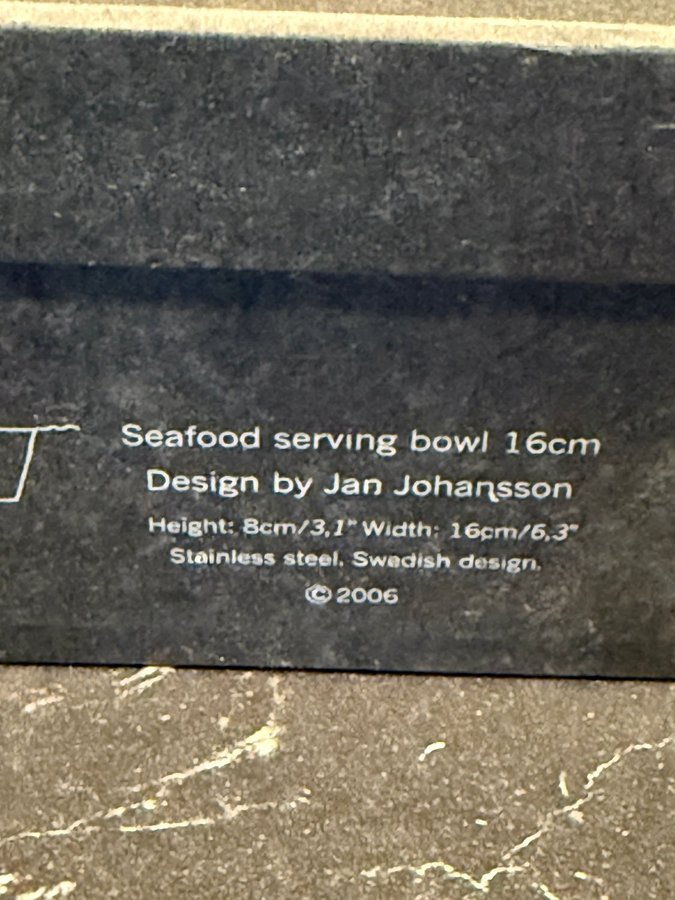 Seafood serving bowl 16cm
Design by Jan Johansson
Height: 8cm/3,1" Width: 16cm/6,3"
Stainless steel. Swedish design.
©2006